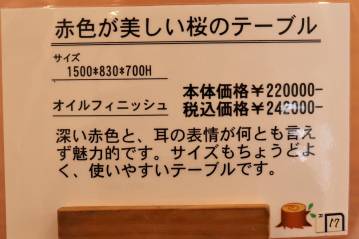 赤色が美しい桜のテーブル
サイズ
1500*830*700H
本体価格￥220000-
オイルフィニッシュ 税込価格￥242000-
深い赤色と、耳の表情が何とも言え
ず魅力的です。サイズもちょうどよ
く、使いやすいテーブルです。
17